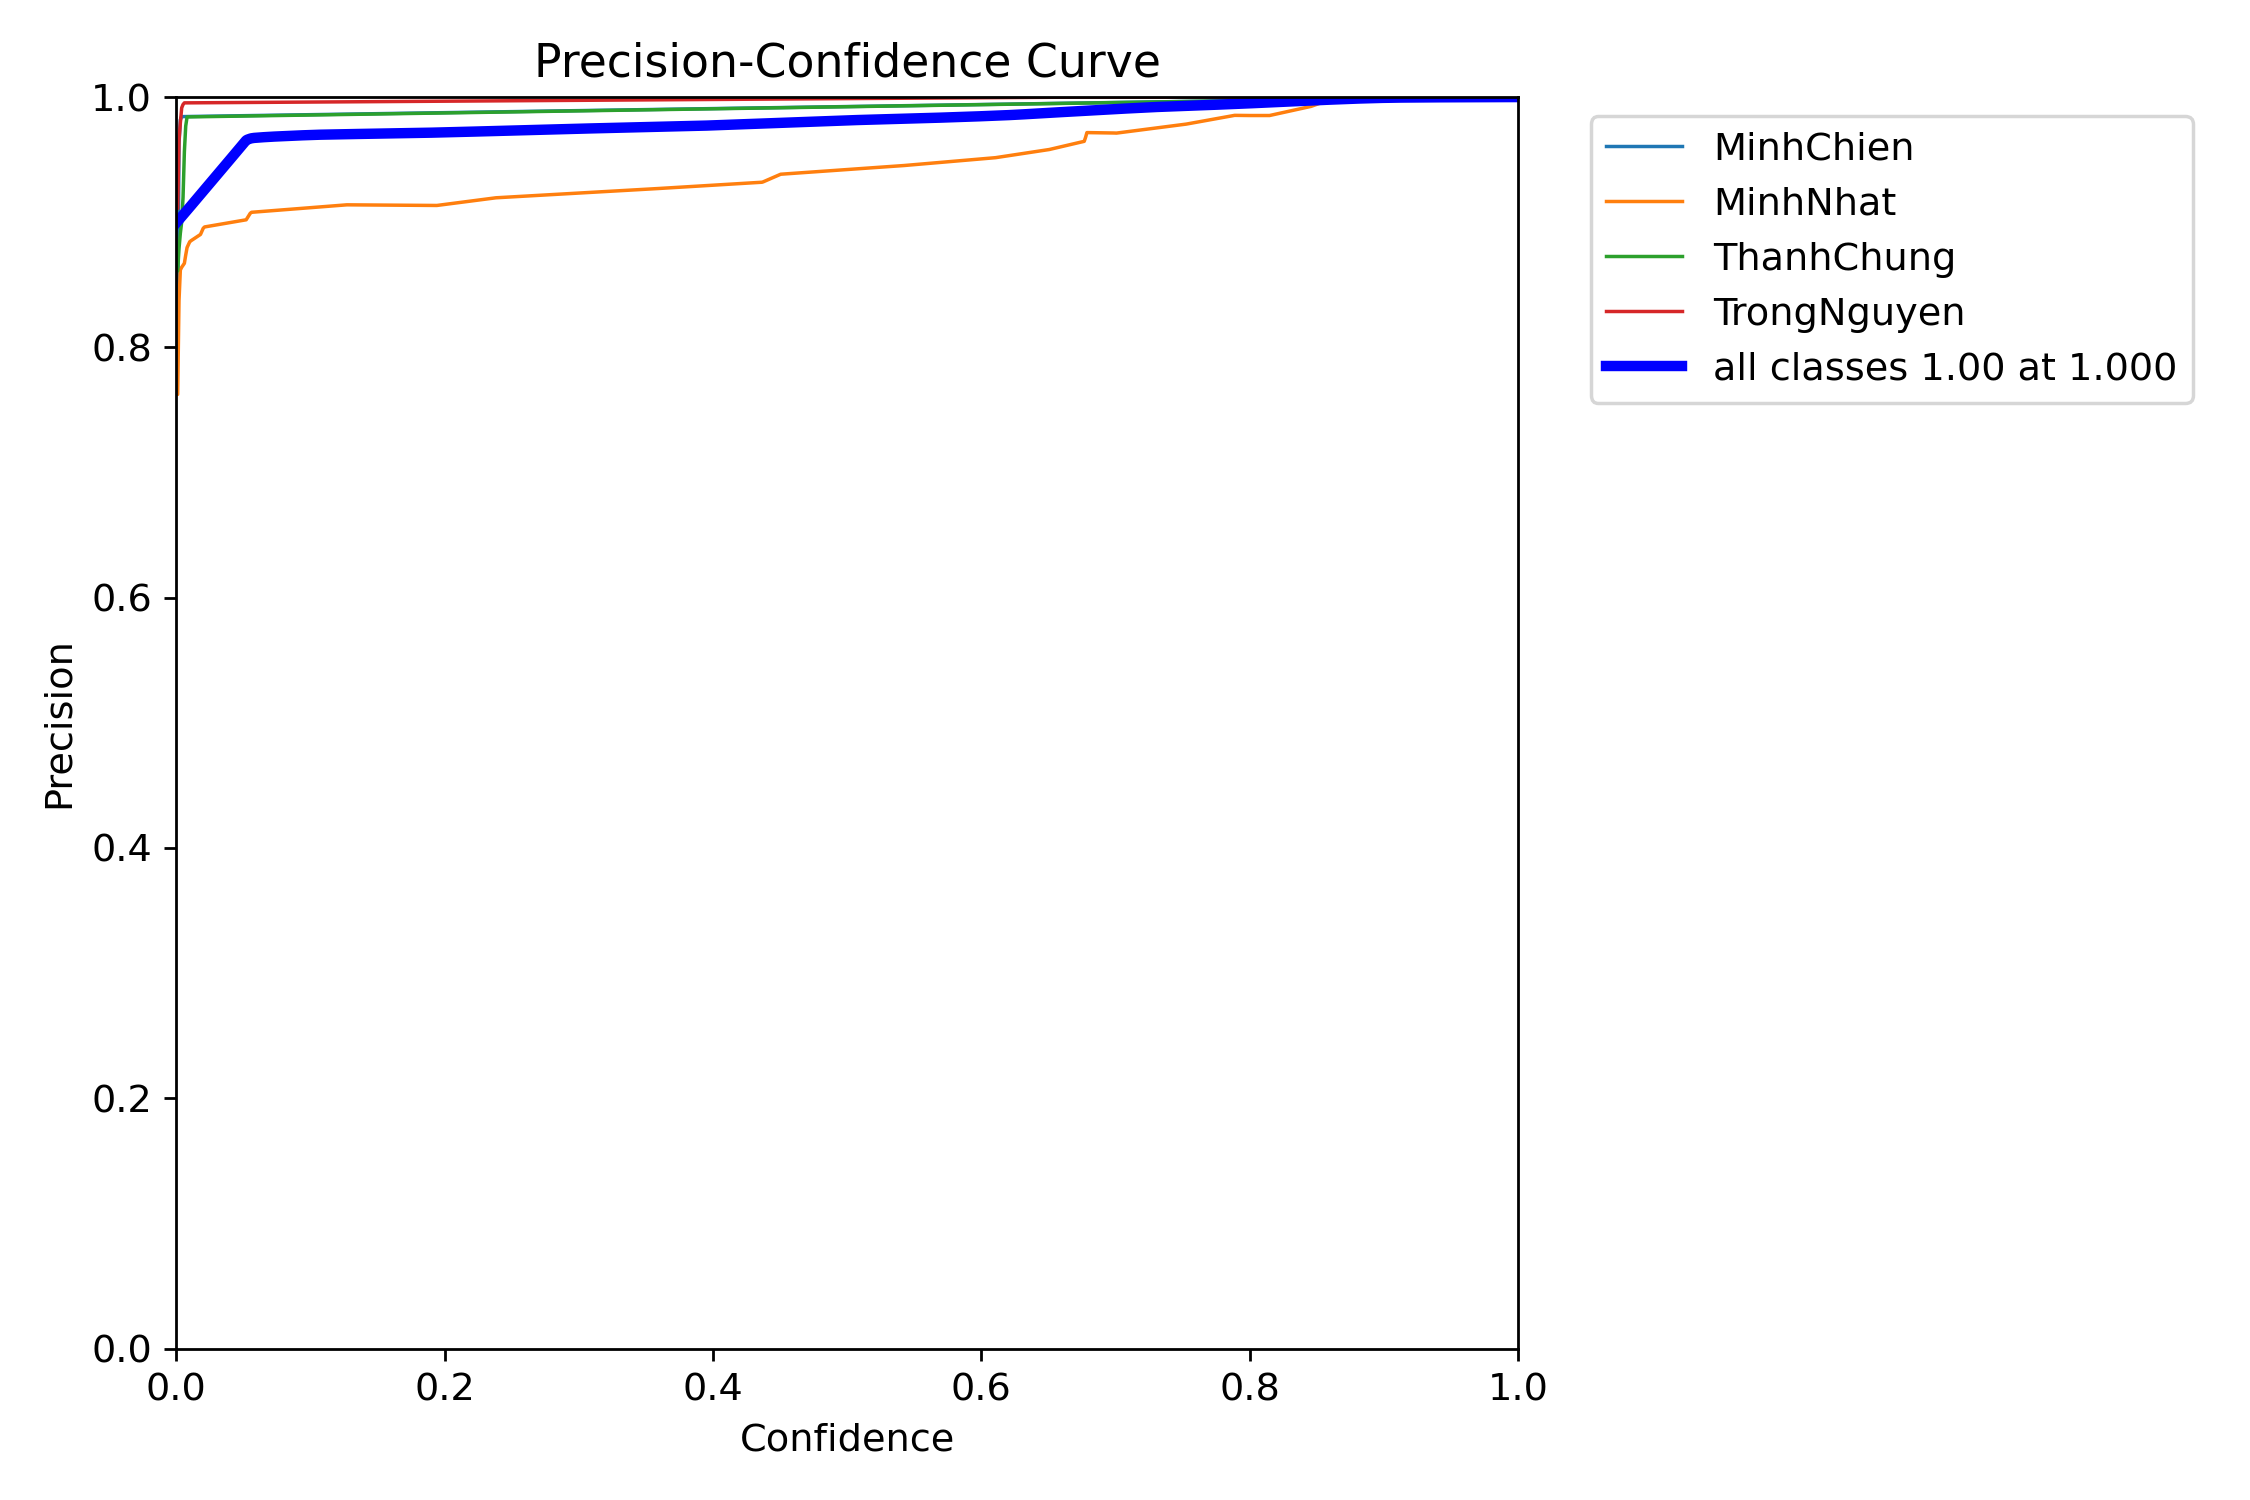 Precision-Confidence Curve
1.0
0.8
0.6
0.4
0.2
0.0
Precision
0.0 0.2 0.4 0.6 0.8 1.0
Confidence
MinhChien
MinhNhat
ThanhChung
TrongNguyen
all classes 1.00 at 1.000